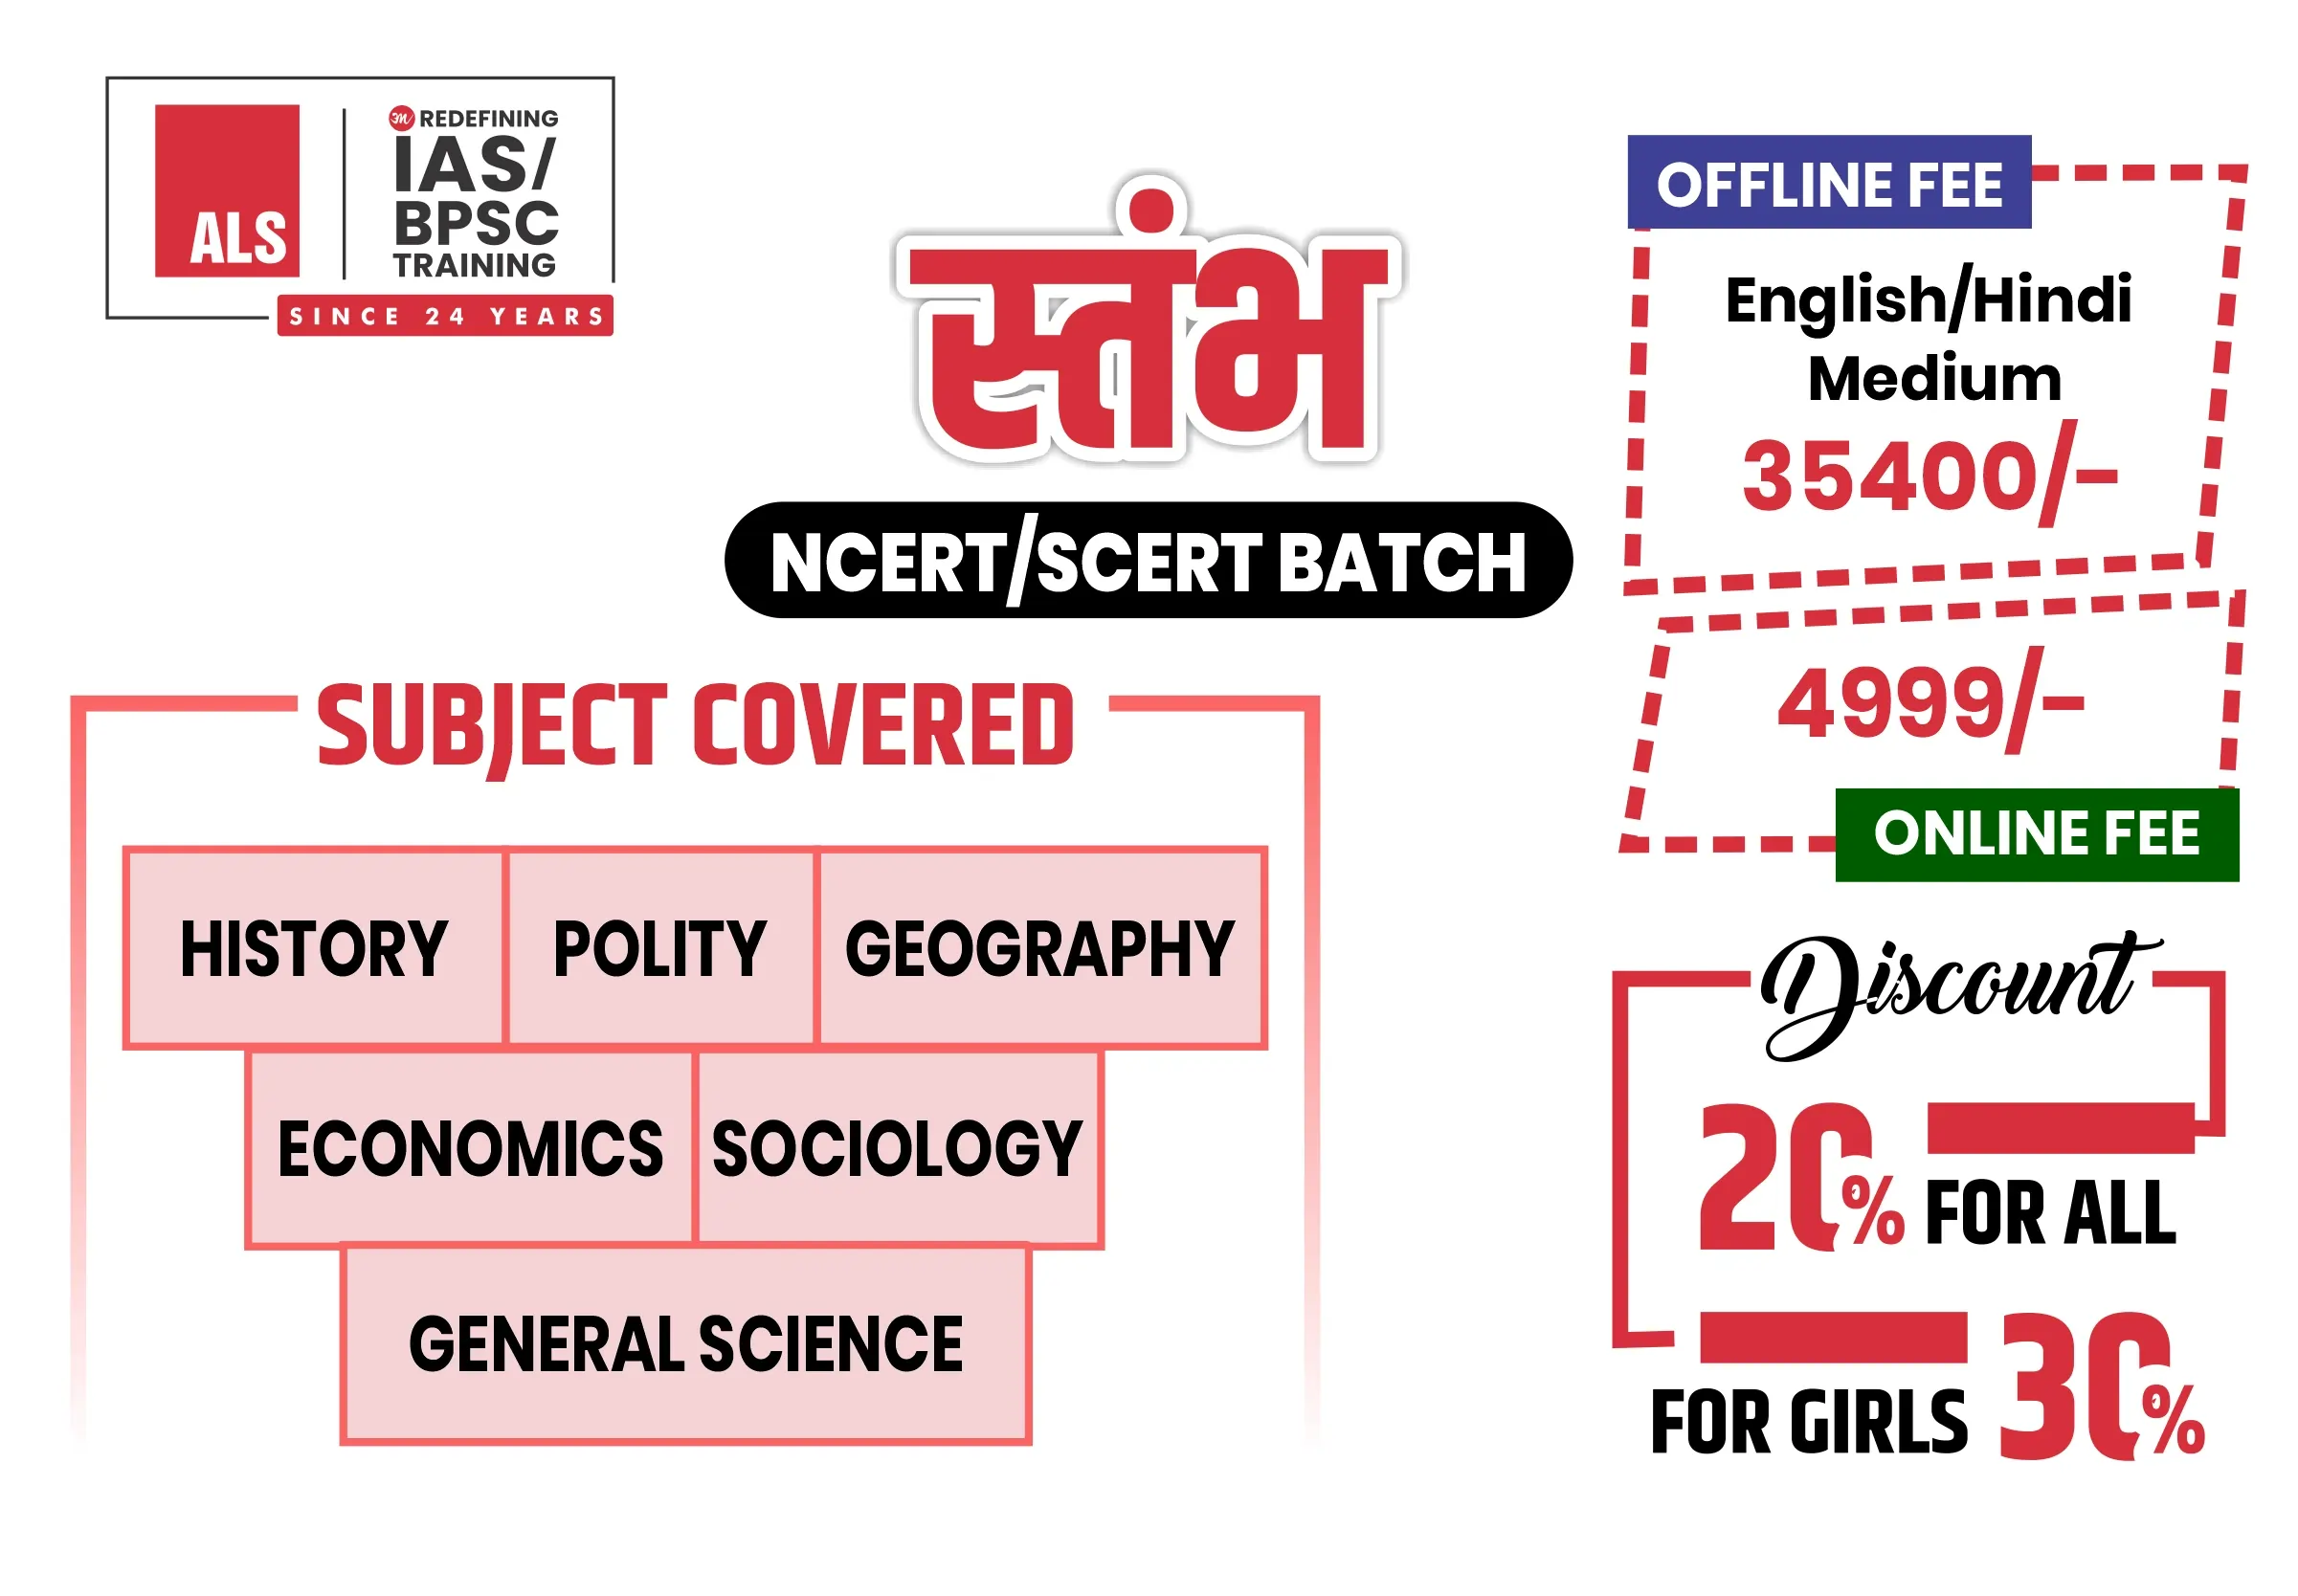 ALS
3M REDEFINING
IAS/
BPSC
TRAINING
SINCE 24 YEARS
स्तंभ
NCERT/SCERT BATCH
SUBJECT COVERED
HISTORY POLITY GEOGRAPHY
ECONOMICS SOCIOLOGY
GENERAL SCIENCE
OFFLINE FEE
English/Hindi
Medium
35400/-
4999/-
ONLINE FEE
Discount
20% FOR ALL
FOR GIRLS 30%